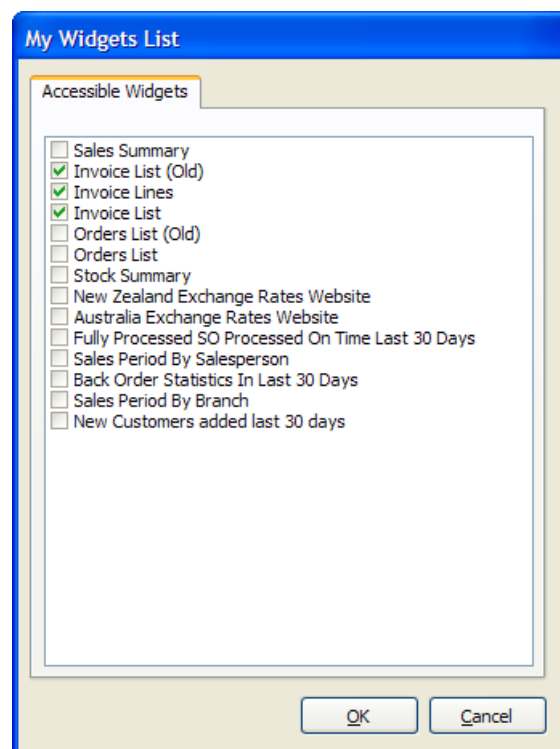 My Widgets List
Accessible Widgets
Sales Summary
Invoice List (Old)
Invoice Lines
Invoice List
Orders List (Old)
Orders List
Stock Summary
New Zealand Exchange Rates Website
Australia Exchange Rates Website
Fully Processed SO Processed On Time Last 30 Days
Sales Period By Salesperson
Back Order Statistics In Last 30 Days
Sales Period By Branch
New Customers added last 30 days
OK Cancel